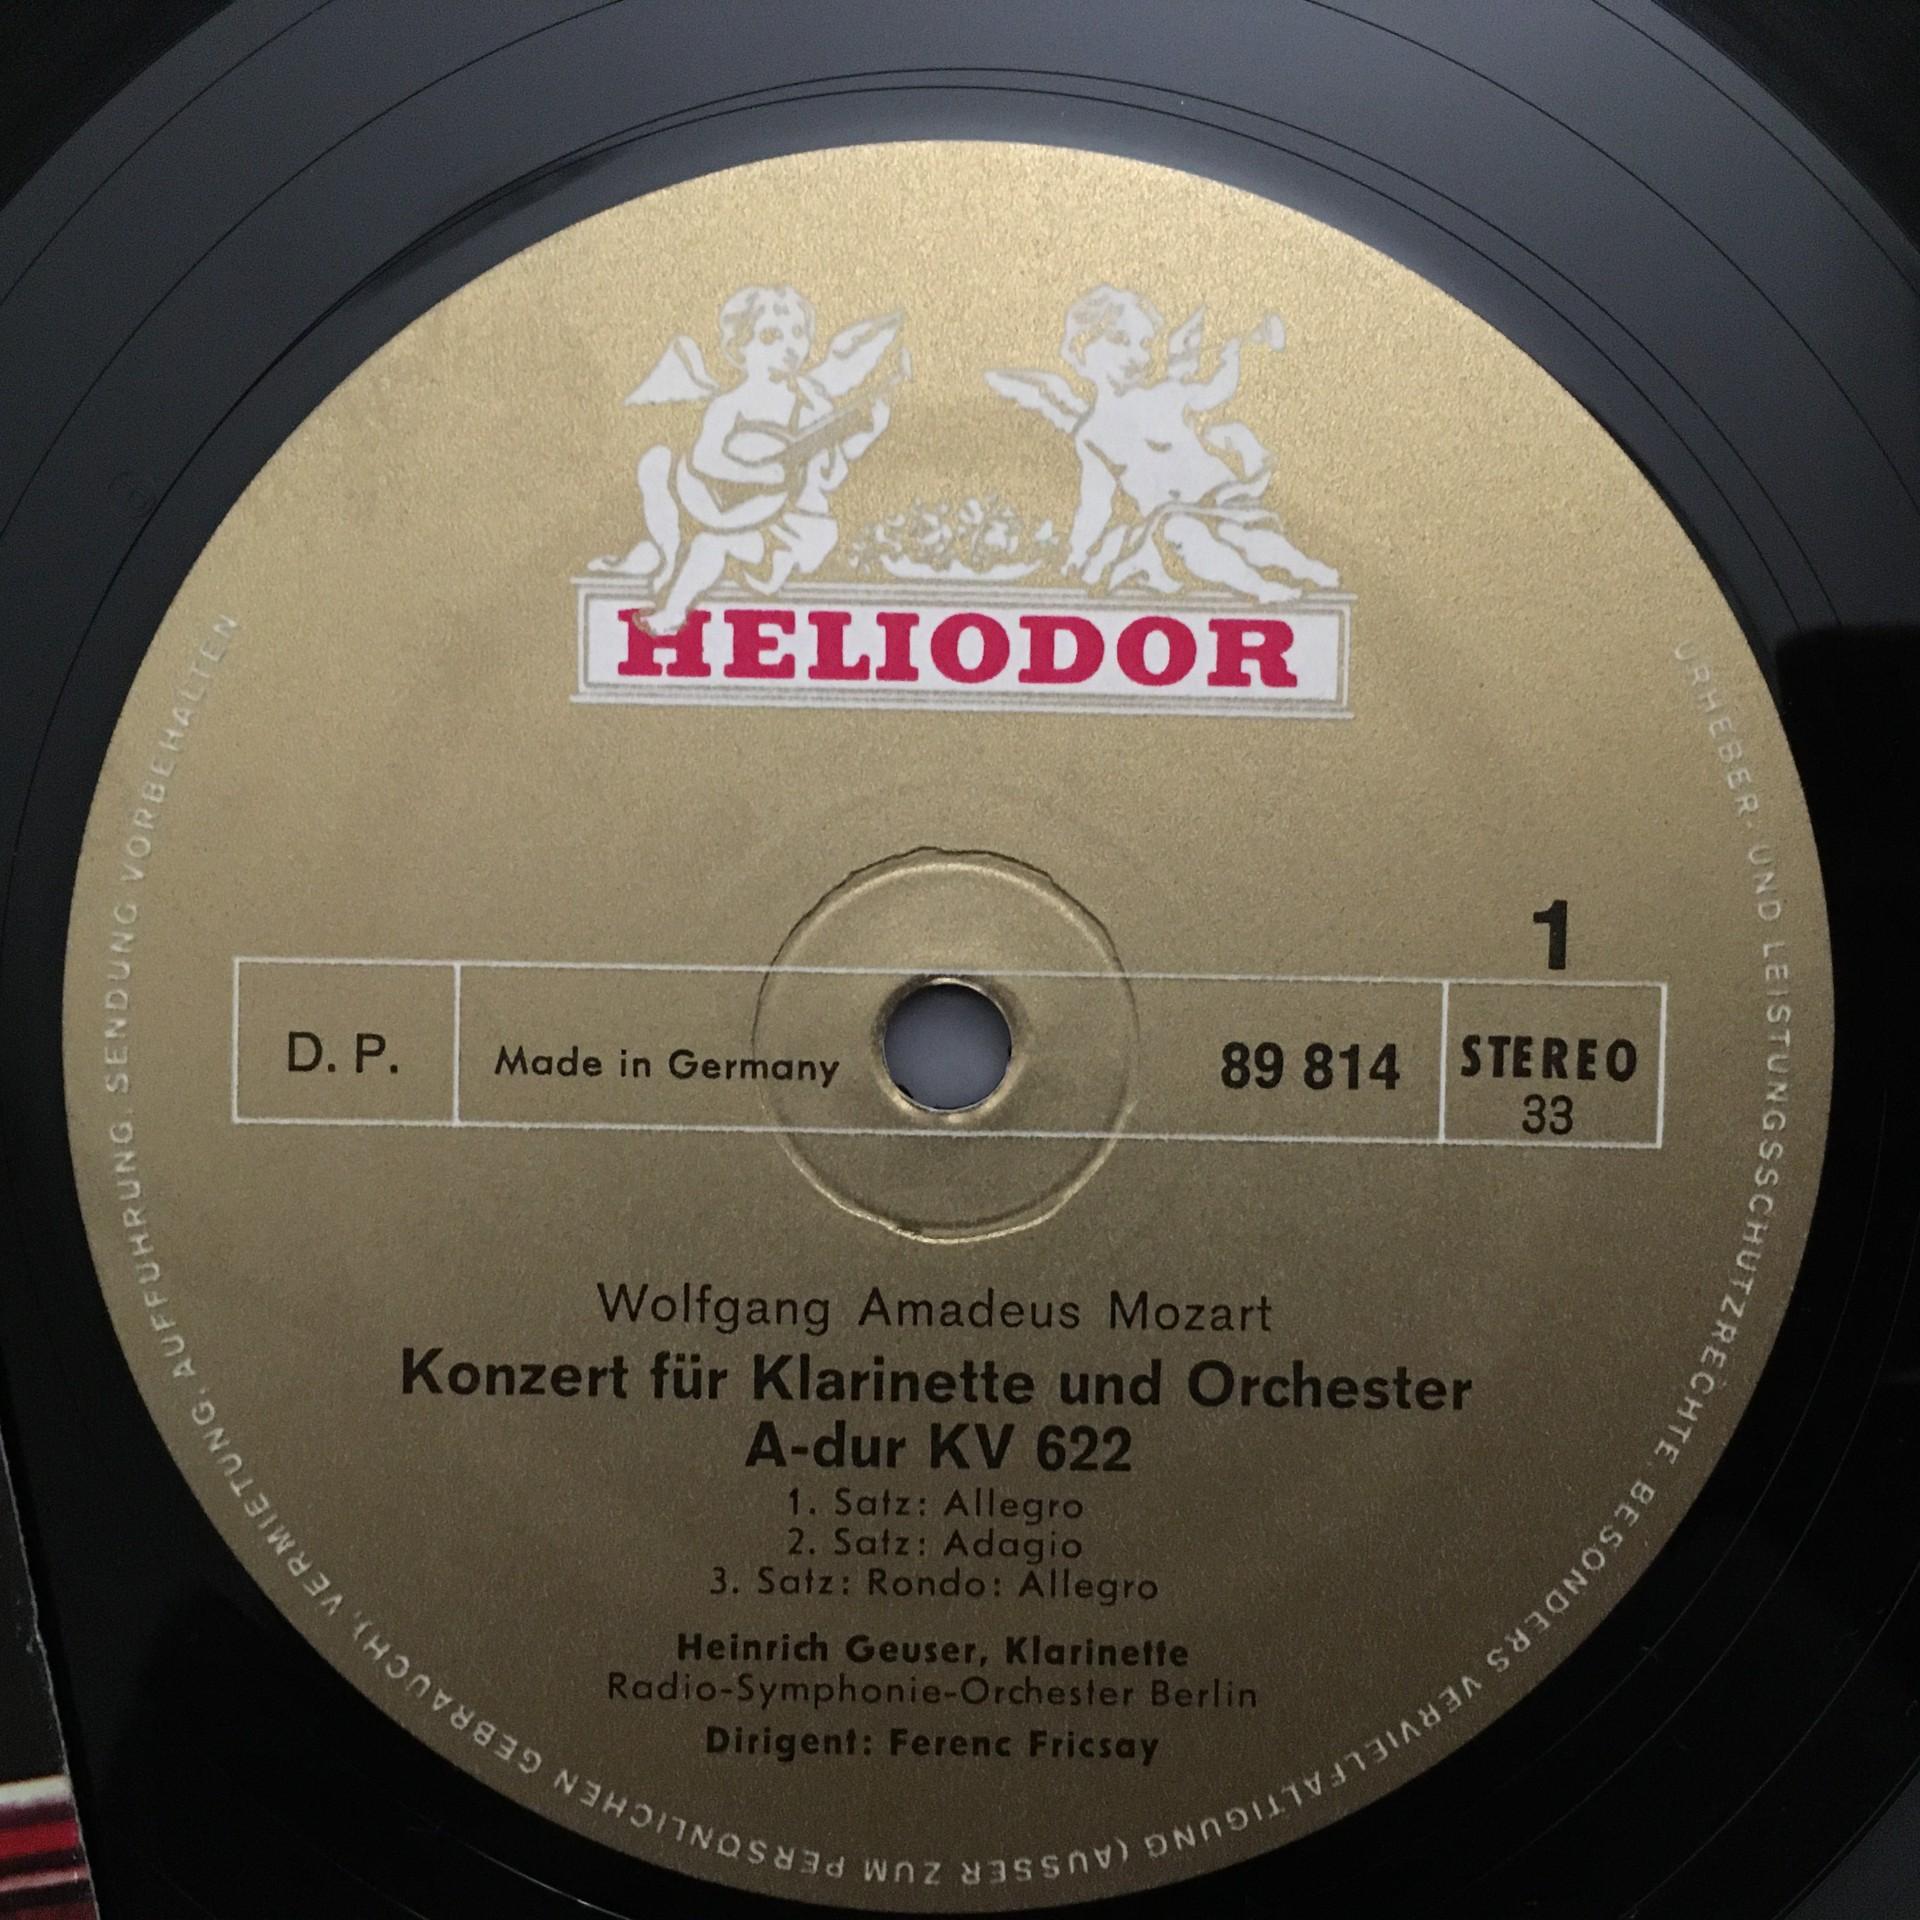 HELIODOR
1
D. P.
Made in Germany
89 814
STEREO
33
Wolfgang Amadeus Mozart
Konzert für Klarinette und Orchester
A-dur KV 622
1. Satz: Allegro
2. Satz: Adagio
3. Satz: Rondo: Allegro
Heinrich Geuser, Klarinette
Radio-Symphonie-Orchester Berlin
Dirigent: Ferenc Fricsay
URHEBER- UND LEISTUNGSSCHUTZRECHTE, BESONDERS VERVIELFÄLTIGUNG (AUSSER ZUM PERSÖNLICHEN GEBRAUCH), VERMIETUNG, AUFFÜHRUNG, SENDUNG VORBEHALTEN